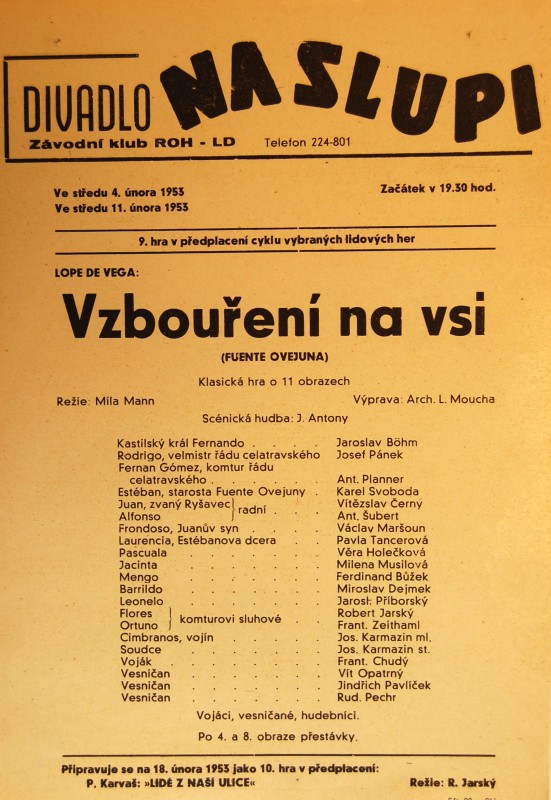 DIVADLO NA SLUPI
Závodní klub ROH - LD Telefon 224-801
Ve středu 4. února 1953 Začátek v 19.30 hod.
Ve středu 11. února 1953
9. hra v předplacení cyklu vybraných lidových her
LOPE DE VEGA:
Vzbouření na vsi
(FUENTE OVEJUNA)
Klasická hra o 11 obrazech
Režie: Míla Mann Výprava: Arch. L. Moucha
Scénická hudba: J. Antony
Kastilský král Fernando . . . . Jaroslav Böhm
Rodrigo, velmistr řádu celatravského Josef Pánek
Fernan Gómez, komtur řádu
celatravského . . . . . . Ant. Planner
Estéban, starosta Fuente Ovejuny . Karel Svoboda
Juan, zvaný Ryšavec } radní . . . Vítězslav Černý
Alfonso Ant. Šubert
Frondoso, Juanův syn . . . . Václav Maršoun
Laurencia, Estébanova dcera . . Pavla Tancerová
Pascuala . . . . . . Věra Holečková
Jacinta . . . . . . Milena Musilová
Mengo . . . . . . Ferdinand Bůžek
Barrildo . . . . . . Miroslav Dejmek
Leonelo . . . . . . Jarosl. Příborský
Flores } komturovi sluhové . . Robert Jarský
Ortuno Frant. Zeithaml
Cimbranos, vojín . . . . . Jos. Karmazin ml.
Soudce . . . . . . Jos. Karmazin st.
Voják . . . . . . . Frant. Chudý
Vesničan . . . . . . Vít Opatrný
Vesničan . . . . . . Jindřich Pavlíček
Vesničan . . . . . . Rud. Pechr
Vojáci, vesničané, hudebníci.
Po 4. a 8. obraze přestávky.
Připravuje se na 18. února 1953 jako 10. hra v předplacení:
P. Karvaš: »LIDÉ Z NAŠÍ ULICE« Režie: R. Jarský